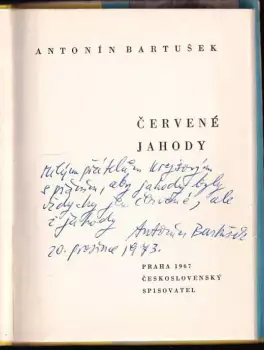 ANTONÍN BARTUŠEK
ČERVENÉ
JAHODY
Milým přátelům Krejzovým
s přáním, aby jahody byly
vždycky jen červené, ale
i jahody
Antonín Bartušek
20. prosince 1973.
PRAHA 1967
ČESKOSLOVENSKÝ
SPISOVATEL